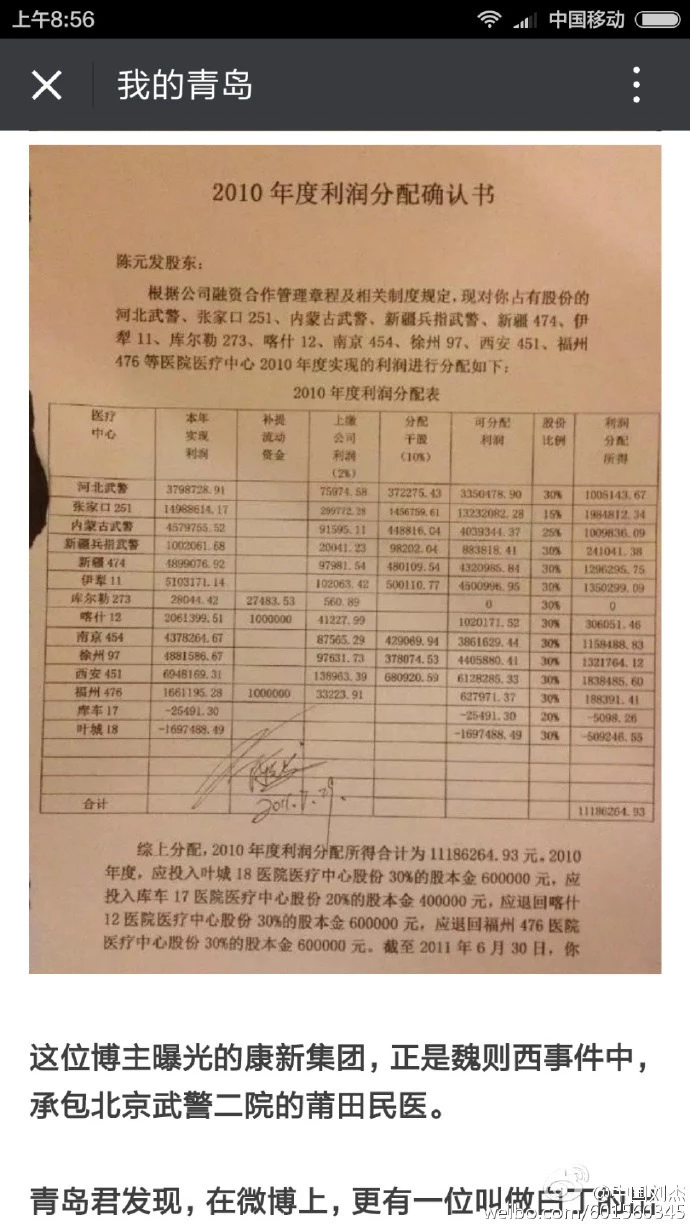 上午8:56 中国移动
我的青岛
2010 年度利润分配确认书
陈元发股东：
根据公司融资合作管理章程及相关制度规定，现对你占有股份的
河北武警、张家口 251、内蒙古武警、新疆兵指武警、新疆 474、伊
犁 11、库尔勒 273、喀什 12、南京 454、徐州 97、西安 451、福州
476 等医院医疗中心 2010 年度实现的利润进行分配如下：
2010 年度利润分配表
医疗中心 本年实现利润 补提流动资金 上缴公司利润（2%） 分配干股（10%） 可分配利润 股份比例 利润分配所得
河北武警 3798728.91 75974.58 372275.43 3350478.90 30% 1005143.67
张家口 251 14988614.17 299772.28 1456759.61 13232082.28 15% 1984812.34
内蒙古武警 4579755.52 91595.11 448816.04 4039344.37 25% 1009836.09
新疆兵指武警 1002061.68 20041.23 98202.04 883818.41 30% 241041.38
新疆 474 4899076.92 97981.54 480109.54 4320985.84 30% 1296295.75
伊犁 11 5103171.14 102063.42 500110.77 4500996.95 30% 1350299.09
库尔勒 273 28044.42 27483.53 560.89 0 30% 0
喀什 12 2061399.51 1000000 41227.99 1020171.52 30% 306051.46
南京 454 4378264.67 87565.29 429069.94 3861629.44 30% 1158488.83
徐州 97 4881586.67 97631.73 378074.53 4405880.41 30% 1321764.12
西安 451 6948169.31 138963.39 680920.59 6128285.33 30% 1838485.60
福州 476 1661195.28 1000000 33223.91 627971.37 30% 188391.41
库车 17 -25491.30 -25491.30 20% -5098.26
叶城 18 -1697488.49 -1697488.49 30% -509246.55
2011.7.29.
合计 11186264.93
综上分配，2010 年度利润分配所得合计为 11186264.93 元。2010
年度，应投入叶城 18 医院医疗中心股份 30%的股本金 600000 元，应
投入库车 17 医院医疗中心股份 20%的股本金 400000 元，应退回喀什
12 医院医疗中心股份 30%的股本金 600000 元，应退回福州 476 医院
医疗中心股份 30%的股本金 600000 元。截至 2011 年 6 月 30 日，你
这位博主曝光的康新集团，正是魏则西事件中，
承包北京武警二院的莆田民医。
青岛君发现，在微博上，更有一位叫做白丁的
@中国刘杰
weibo.com/601569345